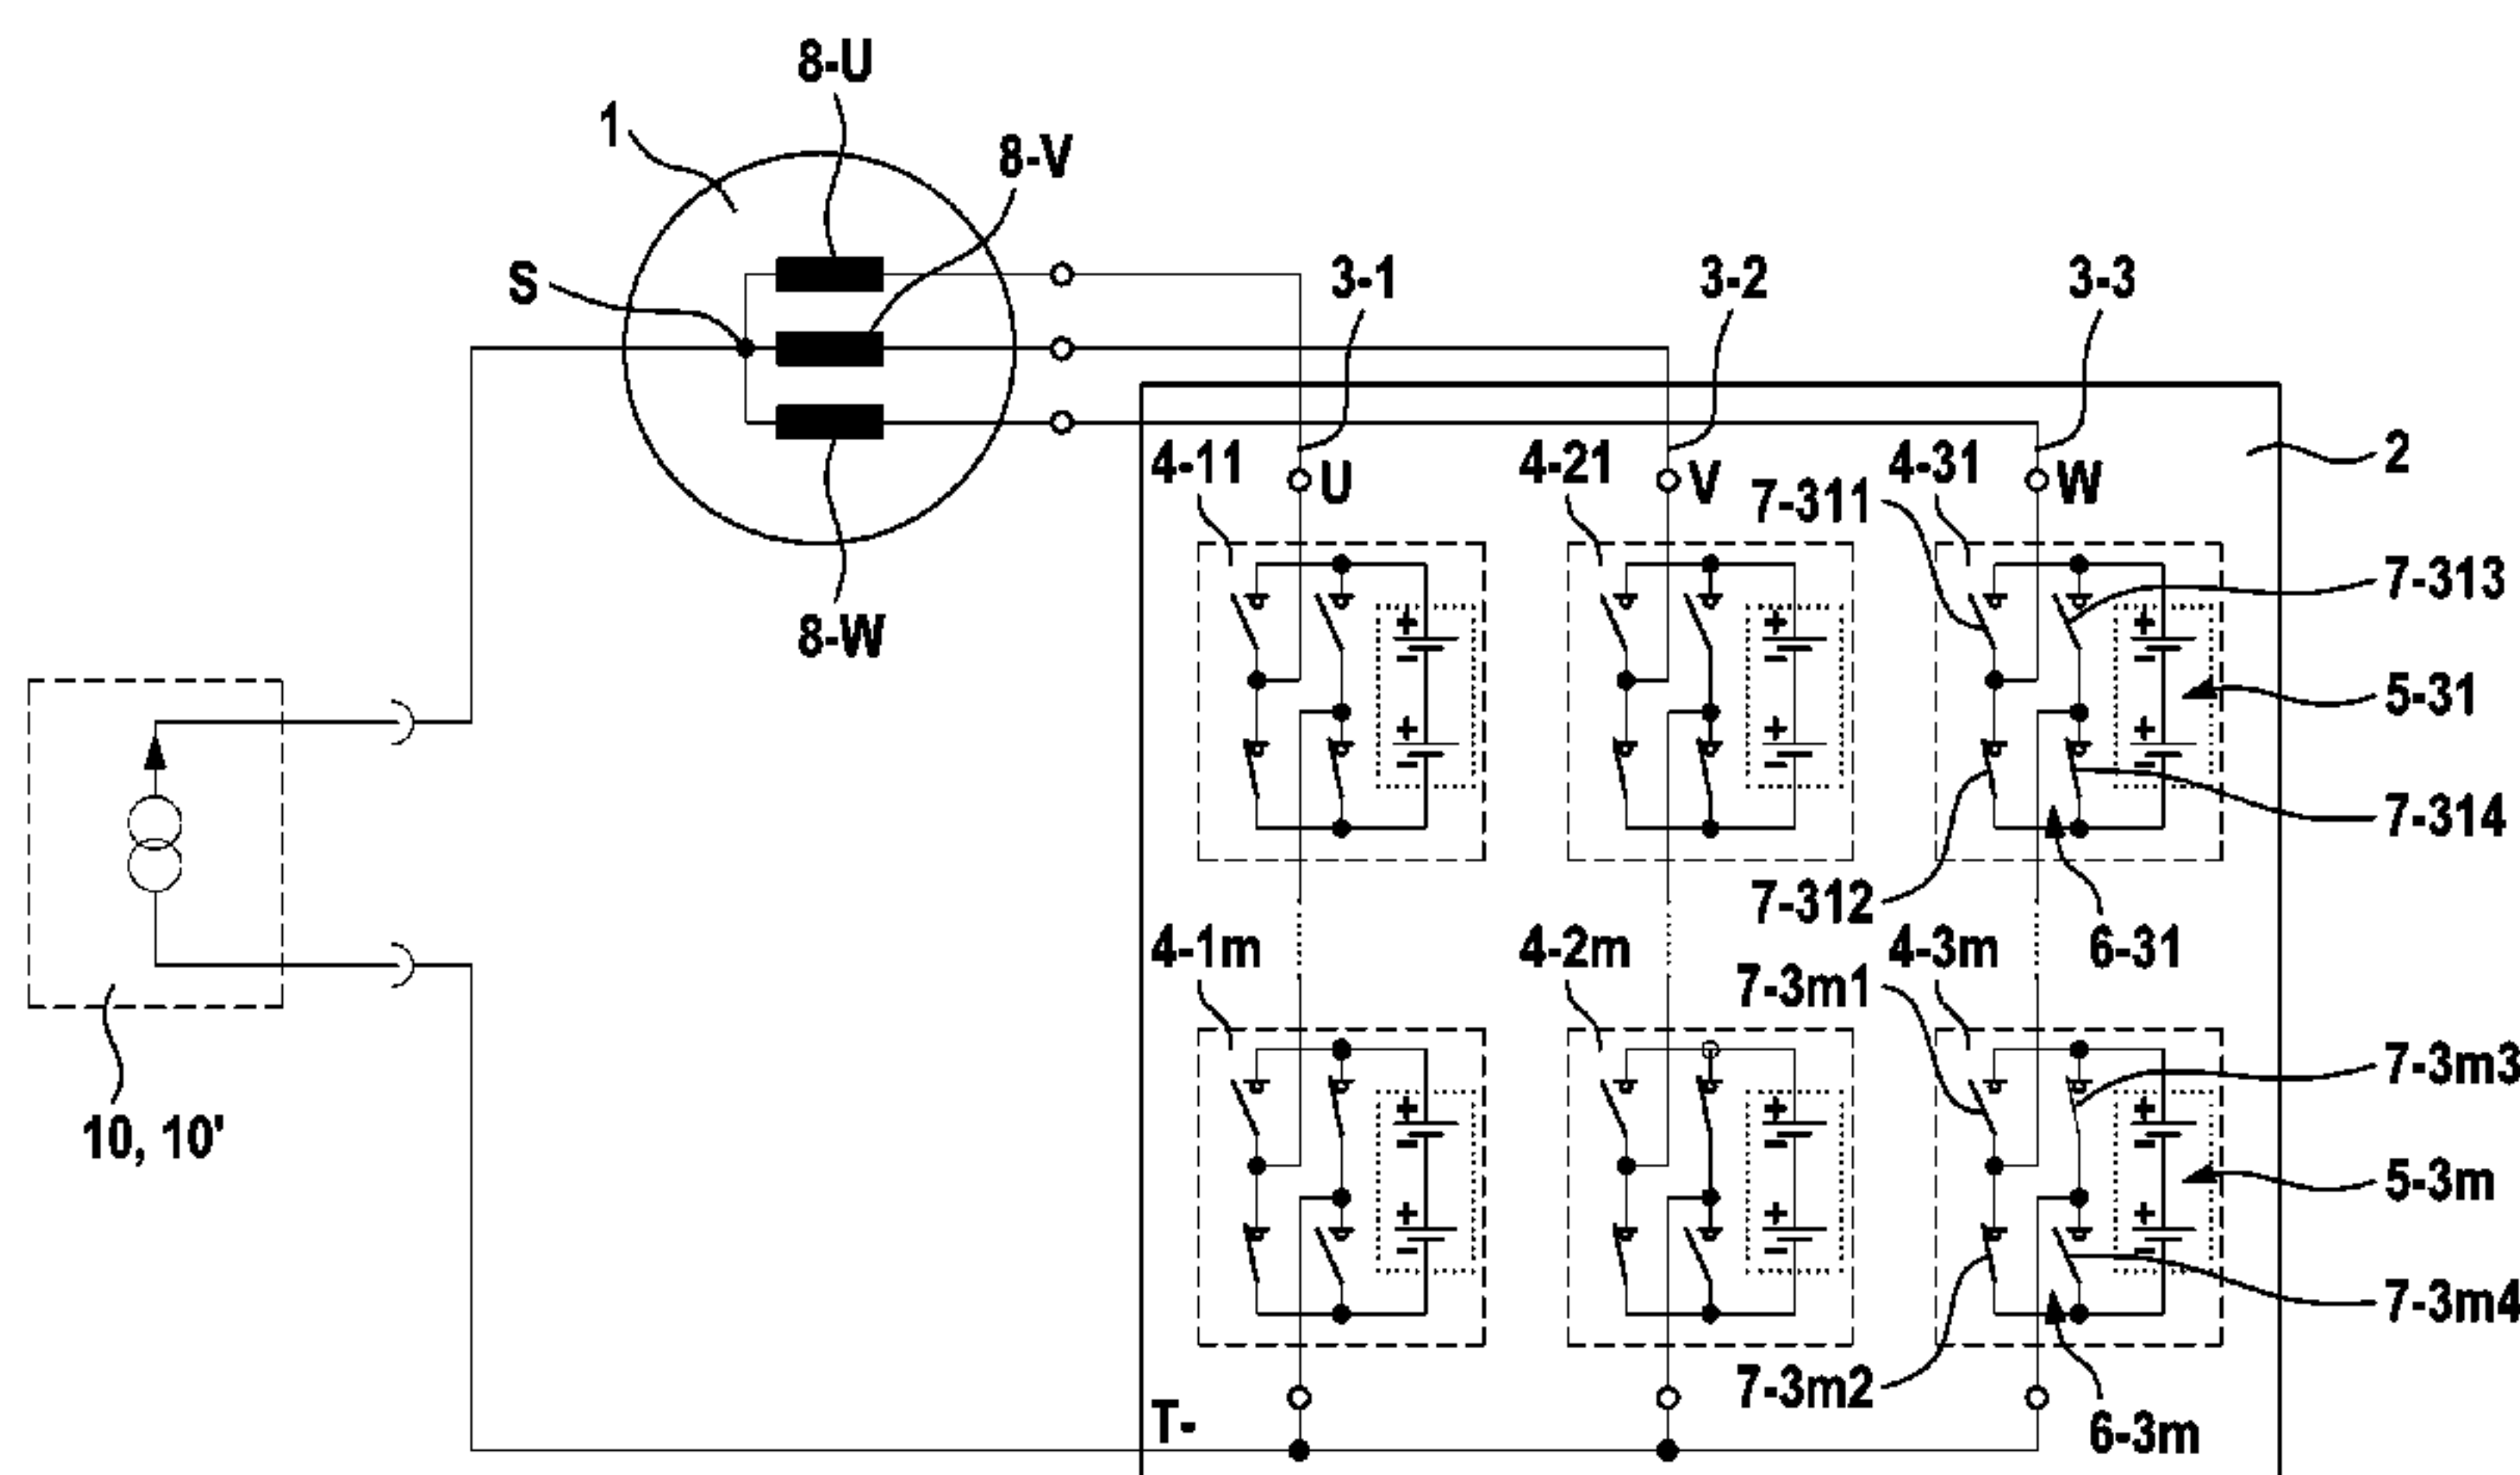 8-U
1
8-V
S
3-1
3-2
3-3
4-11
U
4-21
V
4-31
W
2
7-311
7-313
+
-
+
-
+
-
5-31
+
-
+
-
+
-
7-314
8-W
7-312
6-31
4-1m
4-2m
4-3m
7-3m1
7-3m3
10, 10'
+
-
+
-
+
-
5-3m
+
-
+
-
+
-
7-3m4
7-3m2
T-
6-3m